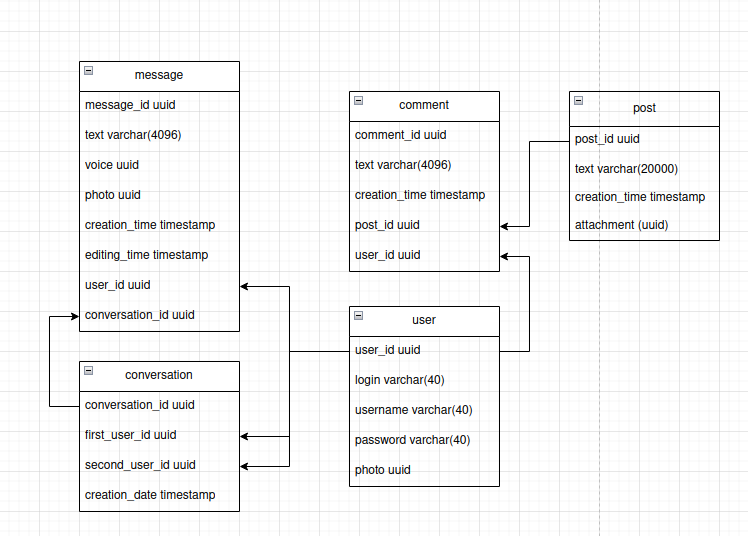 message
message_id uuid
text varchar(4096)
voice uuid
photo uuid
creation_time timestamp
editing_time timestamp
user_id uuid
conversation_id uuid
conversation
conversation_id uuid
first_user_id uuid
second_user_id uuid
creation_date timestamp
comment
comment_id uuid
text varchar(4096)
creation_time timestamp
post_id uuid
user_id uuid
user
user_id uuid
login varchar(40)
username varchar(40)
password varchar(40)
photo uuid
post
post_id uuid
text varchar(20000)
creation_time timestamp
attachment (uuid)